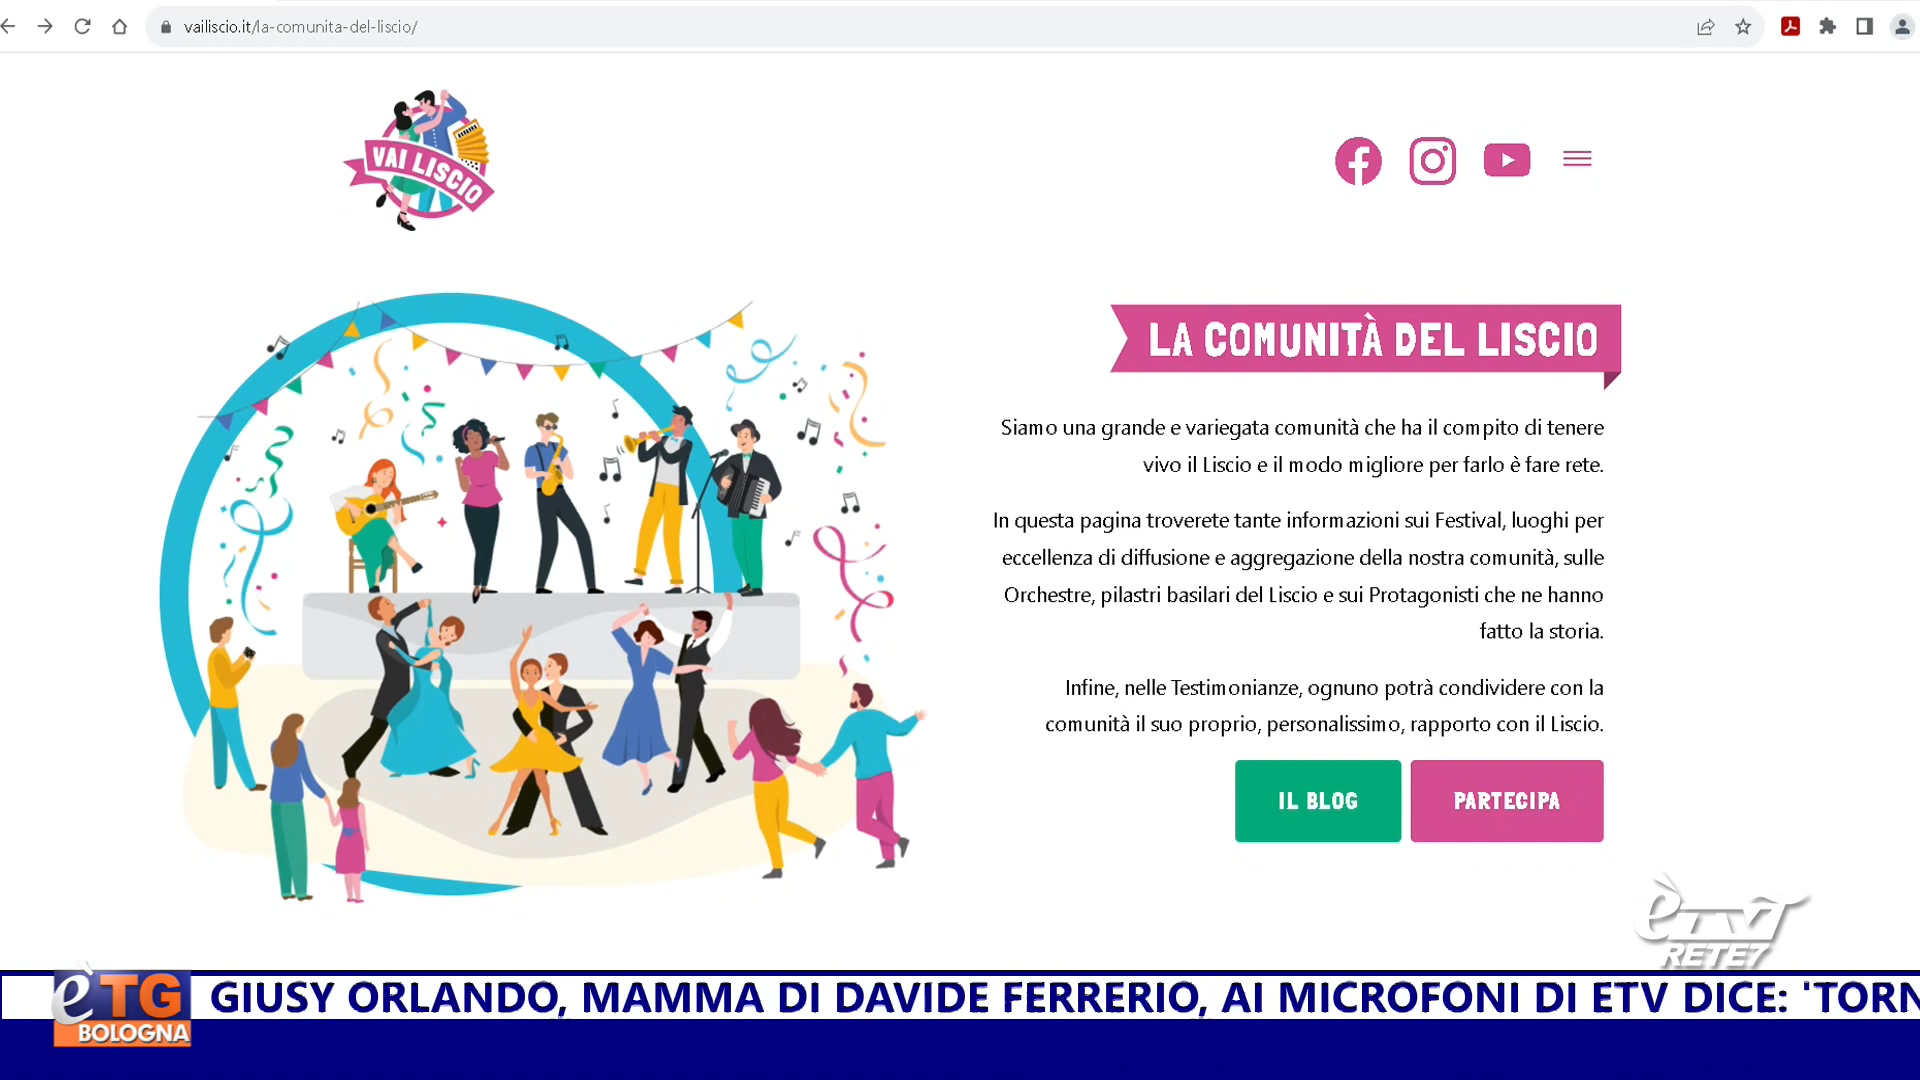 vailiscio.it/la-comunita-del-liscio/
VAI LISCIO
LA COMUNITÀ DEL LISCIO
Siamo una grande e variegata comunità che ha il compito di tenere
vivo il Liscio e il modo migliore per farlo è fare rete.
In questa pagina troverete tante informazioni sui Festival, luoghi per
eccellenza di diffusione e aggregazione della nostra comunità, sulle
Orchestre, pilastri basilari del Liscio e sui Protagonisti che ne hanno
fatto la storia.
Infine, nelle Testimonianze, ognuno potrà condividere con la
comunità il suo proprio, personalissimo, rapporto con il Liscio.
IL BLOG
PARTECIPA
è tv
RETE7
è TG
BOLOGNA
GIUSY ORLANDO, MAMMA DI DAVIDE FERRERIO, AI MICROFONI DI ETV DICE: "TORN